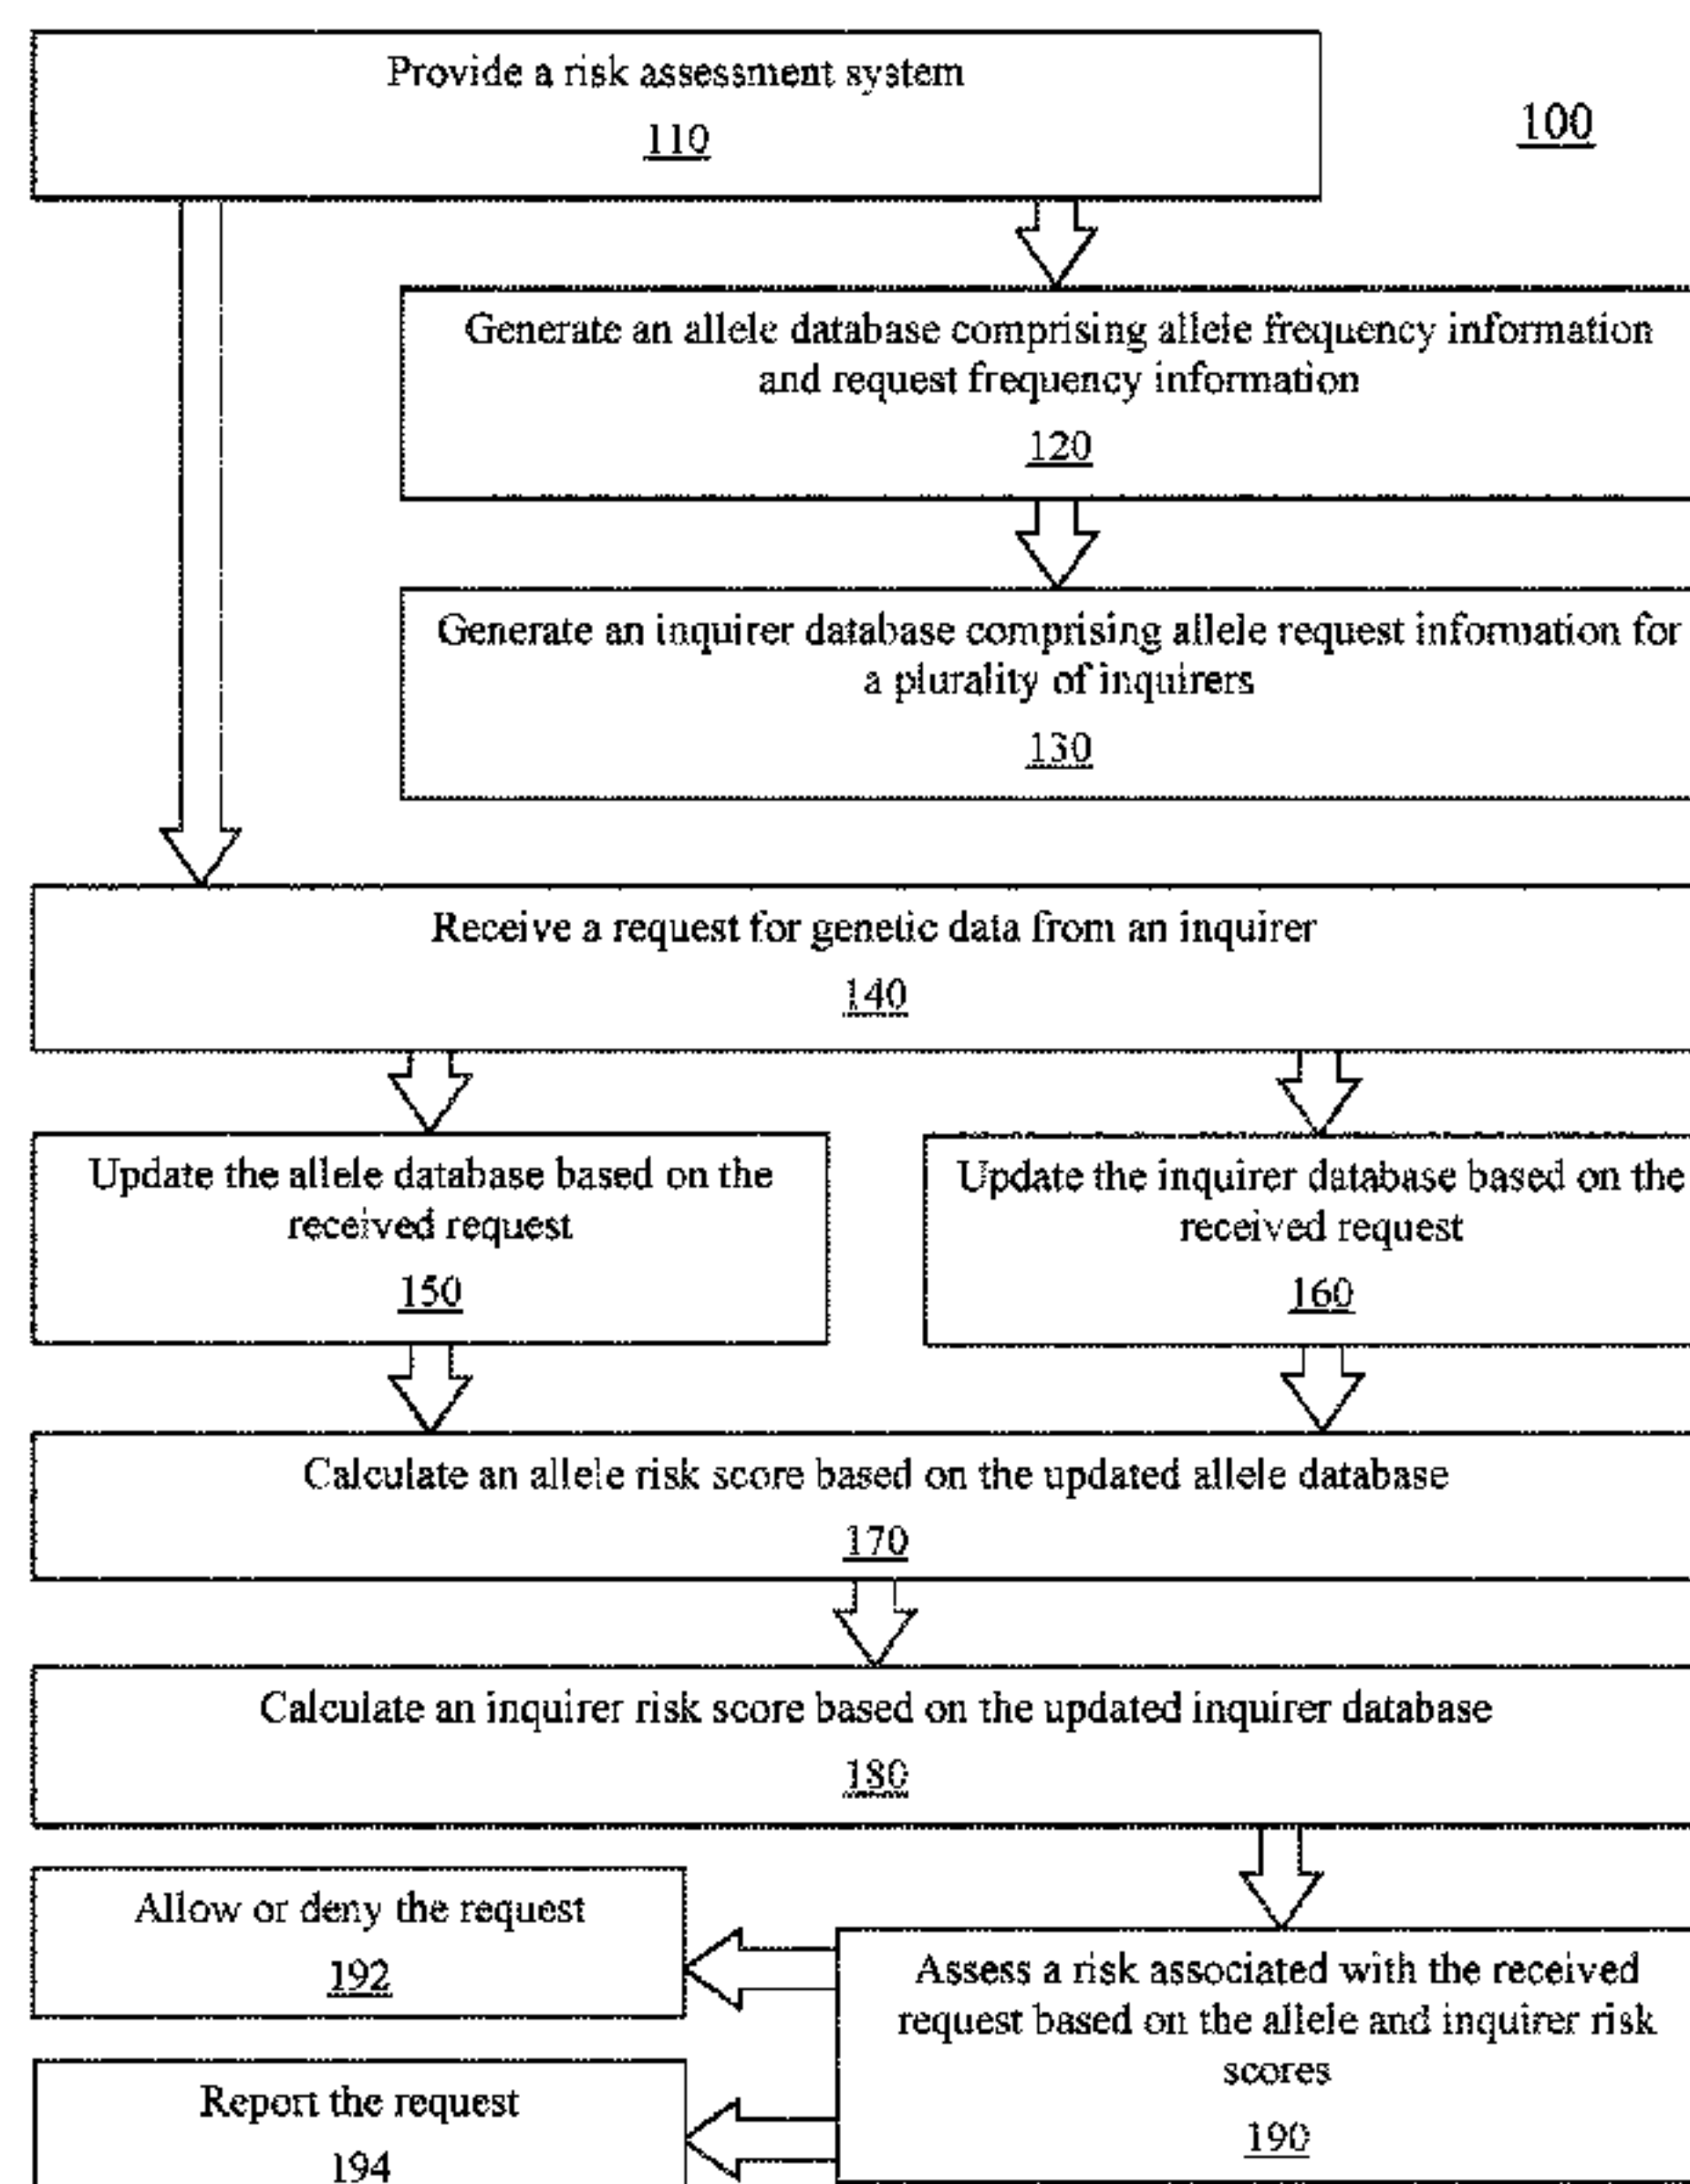 Provide a risk assessment system
110
100
Generate an allele database comprising allele frequency information
and request frequency information
120
Generate an inquirer database comprising allele request information for
a plurality of inquirers
130
Receive a request for genetic data from an inquirer
140
Update the allele database based on the
received request
150
Update the inquirer database based on the
received request
160
Calculate an allele risk score based on the updated allele database
170
Calculate an inquirer risk score based on the updated inquirer database
180
Allow or deny the request
192
Assess a risk associated with the received
request based on the allele and inquirer risk
scores
190
Report the request
194